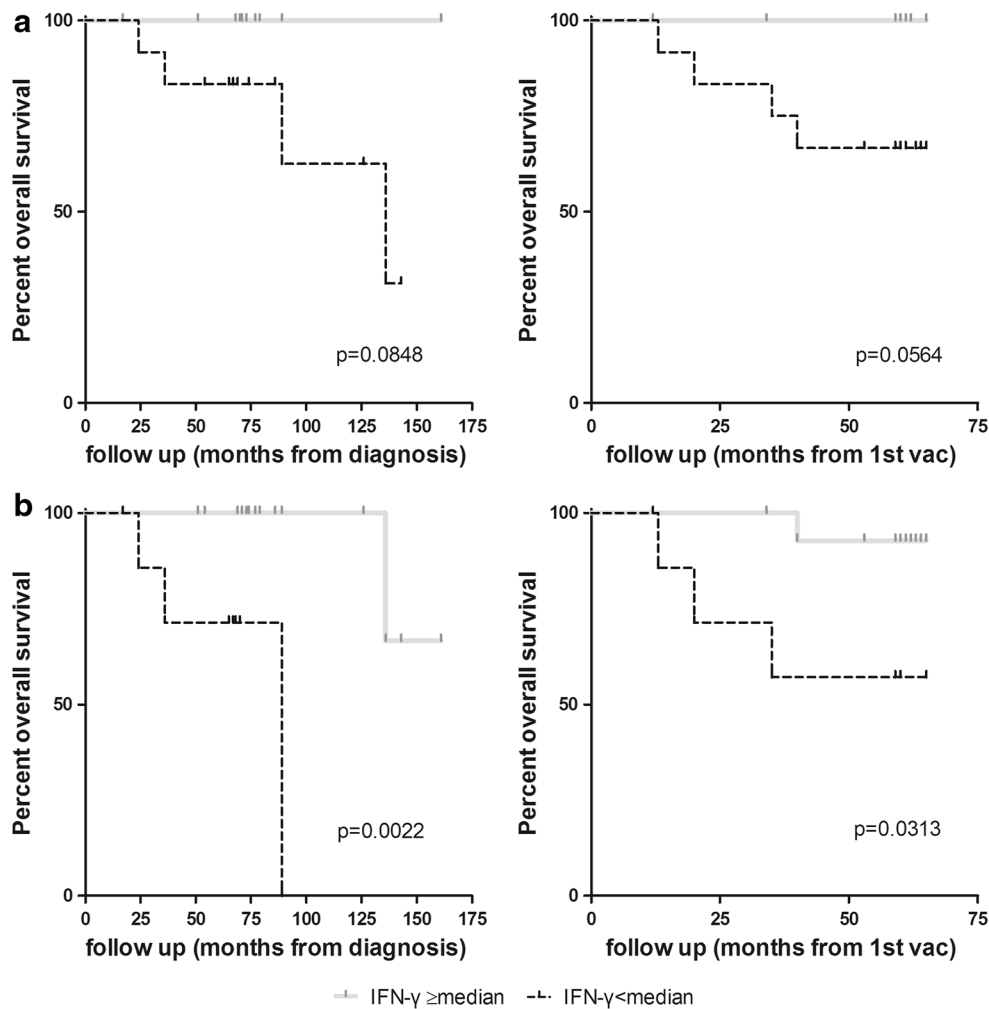 a
Percent overall survival
100
50
0
p=0.0848
0 25 50 75 100 125 150 175
follow up (months from diagnosis)
Percent overall survival
100
50
0
p=0.0564
0 25 50 75
follow up (months from 1st vac)
b
Percent overall survival
100
50
0
p=0.0022
0 25 50 75 100 125 150 175
follow up (months from diagnosis)
Percent overall survival
100
50
0
p=0.0313
0 25 50 75
follow up (months from 1st vac)
IFN-γ ≥median IFN-γ<median